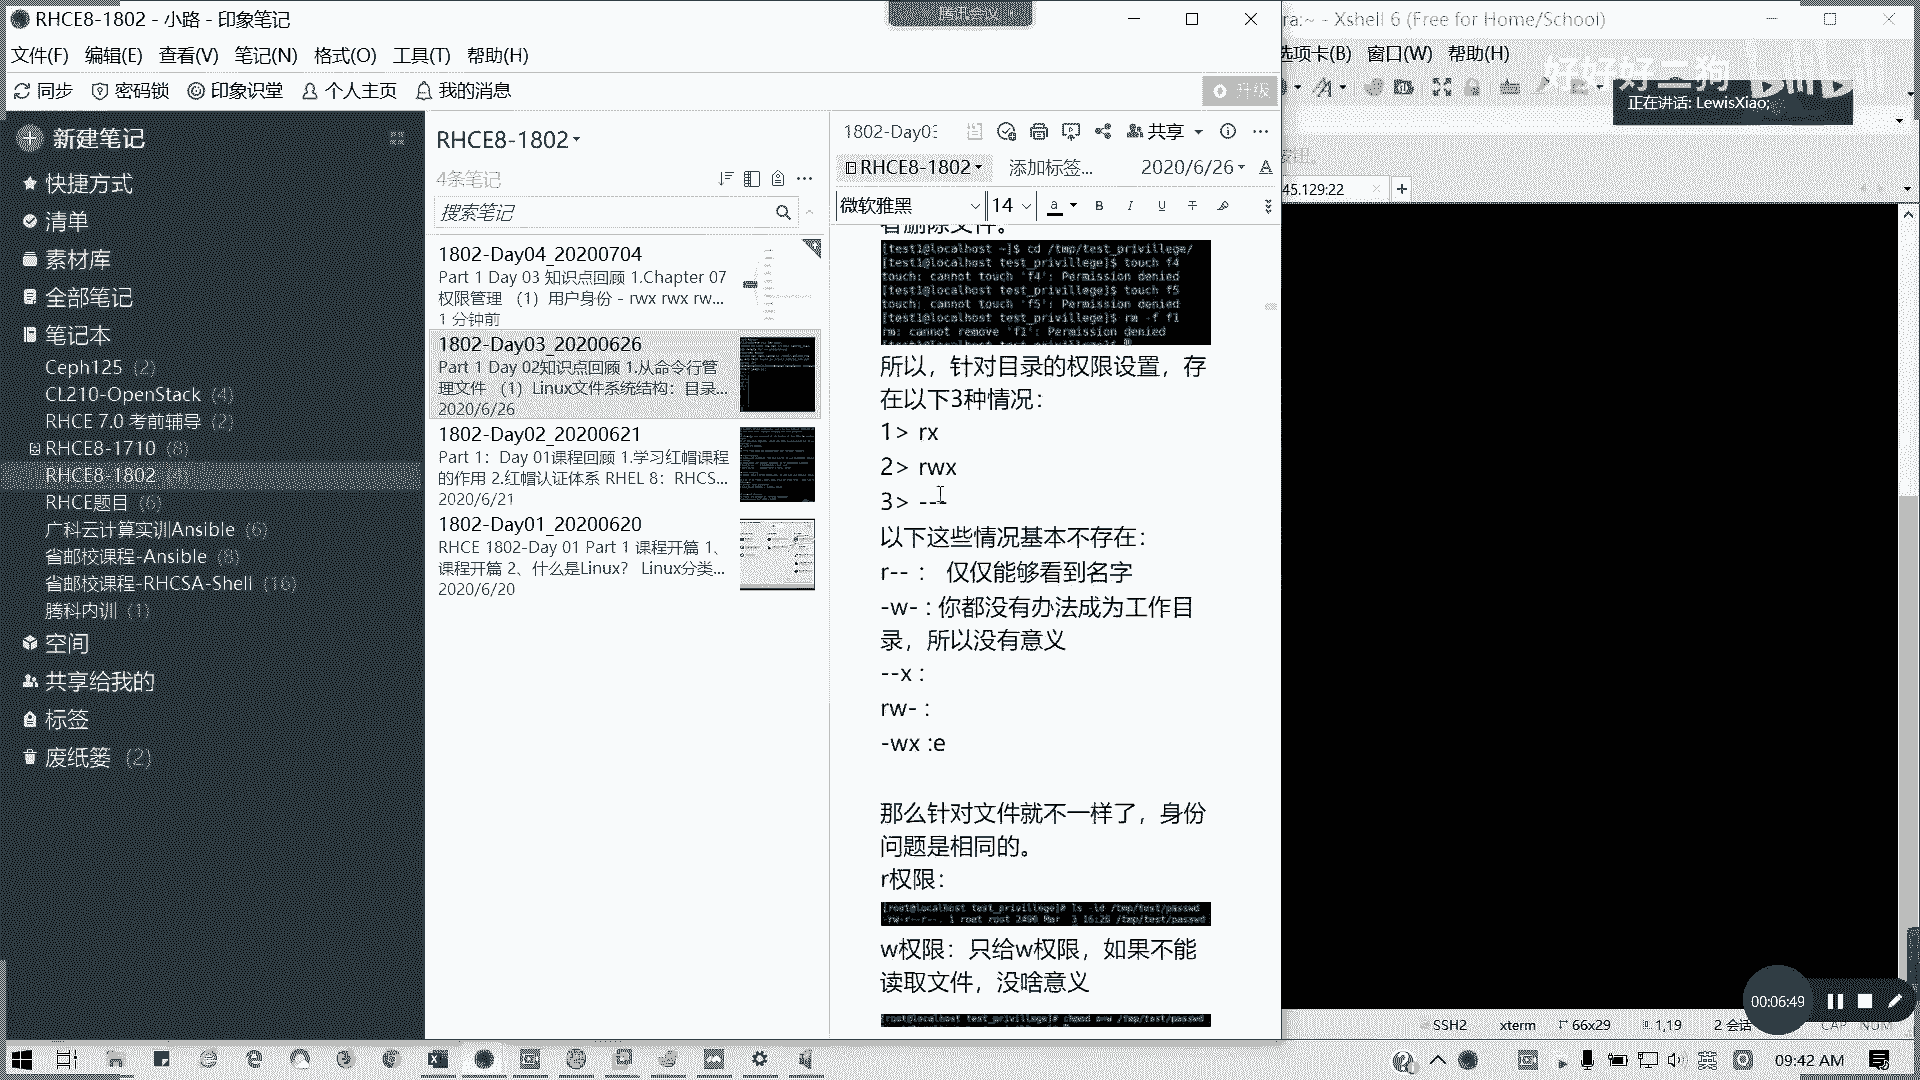 RHCE8-1802 - 小路 - 印象笔记
腾讯会议
文件(F) 编辑(E) 查看(V) 笔记(N) 格式(O) 工具(T) 帮助(H)
同步 密码锁 印象识堂 个人主页 我的消息
升级
新建笔记
快捷方式
清单
素材库
全部笔记
笔记本
Ceph125 (2)
CL210-OpenStack (4)
RHCE 7.0 考前辅导 (2)
RHCE8-1710 (8)
RHCE8-1802 (4)
RHCE题目 (6)
广科云计算实训Ansible (6)
省邮校课程-Ansible (8)
省邮校课程-RHCSA-Shell (16)
腾科内训 (1)
空间
共享给我的
标签
废纸篓 (2)
RHCE8-1802
4条笔记
搜索笔记
1802-Day04_20200704
Part 1 Day 03 知识点回顾 1.Chapter 07
权限管理 （1）用户身份 - rwx rwx rw...
1 分钟前
1802-Day03_20200626
Part 1 Day 02知识点回顾 1.从命令行管
理文件 （1）Linux文件系统结构：目录...
2020/6/26
1802-Day02_20200621
Part 1：Day 01课程回顾 1.学习红帽课程
的作用 2.红帽认证体系 RHEL 8：RHCS...
2020/6/21
1802-Day01_20200620
RHCE 1802-Day 01 Part 1 课程开篇 1、
课程开篇 2、什么是Linux? Linux分类...
2020/6/20
1802-Day03
共享
RHCE8-1802 添加标签... 2020/6/26
微软雅黑 14 a B I U T
者删除文件。
[test1@localhost ~]$ cd /tmp/test_privillege/
[test1@localhost test_privillege]$ touch f4
touch: cannot touch 'f4': Permission denied
[test1@localhost test_privillege]$ touch f5
touch: cannot touch 'f5': Permission denied
[test1@localhost test_privillege]$ rm -f f1
rm: cannot remove 'f1': Permission denied
[test1@localhost test_privillege]$
所以，针对目录的权限设置，存
在以下3种情况：
1> rx
2> rwx
3> ---
以下这些情况基本不存在：
r-- ： 仅仅能够看到名字
-w- : 你都没有办法成为工作目
录，所以没有意义
--x :
rw- :
-wx :e
那么针对文件就不一样了，身份
问题是相同的。
r权限：
[root@localhost test_privillege]# ls -ld /tmp/test/passwd
-rw-r--r--. 1 root root 2490 Mar 3 16:26 /tmp/test/passwd
w权限：只给w权限，如果不能
读取文件，没啥意义
[root@localhost test_privillege]# chmod o=w /tmp/test/passwd
ra:~ - Xshell 6 (Free for Home/School)
选项卡(B) 窗口(W) 帮助(H)
好好好二狗 bilibili
正在讲话: LewisXiao;
45.129:22
00:06:49
SSH2 xterm 66x29 1,19 2 会话 CAP NUM
英
09:42 AM